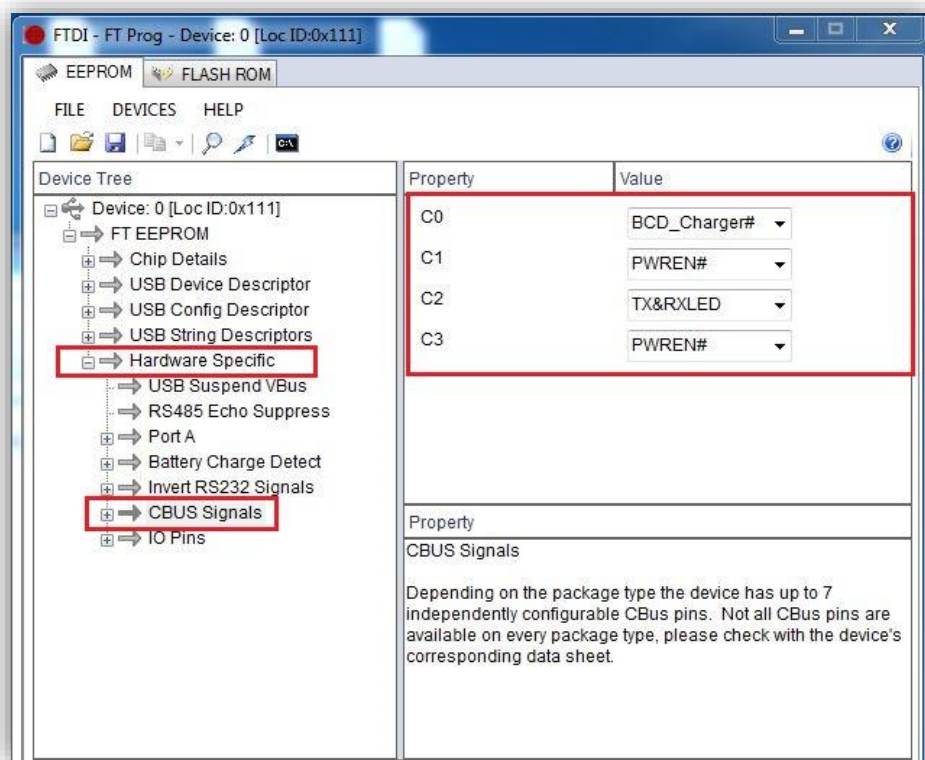 FTDI - FT Prog - Device: 0 [Loc ID:0x111]
EEPROM FLASH ROM
FILE DEVICES HELP
C:\
Device Tree
Device: 0 [Loc ID:0x111]
FT EEPROM
Chip Details
USB Device Descriptor
USB Config Descriptor
USB String Descriptors
Hardware Specific
USB Suspend VBus
RS485 Echo Suppress
Port A
Battery Charge Detect
Invert RS232 Signals
CBUS Signals
IO Pins
Property Value
C0 BCD_Charger#
C1 PWREN#
C2 TX&RXLED
C3 PWREN#
Property
CBUS Signals
Depending on the package type the device has up to 7
independently configurable CBus pins. Not all CBus pins are
available on every package type, please check with the device's
corresponding data sheet.